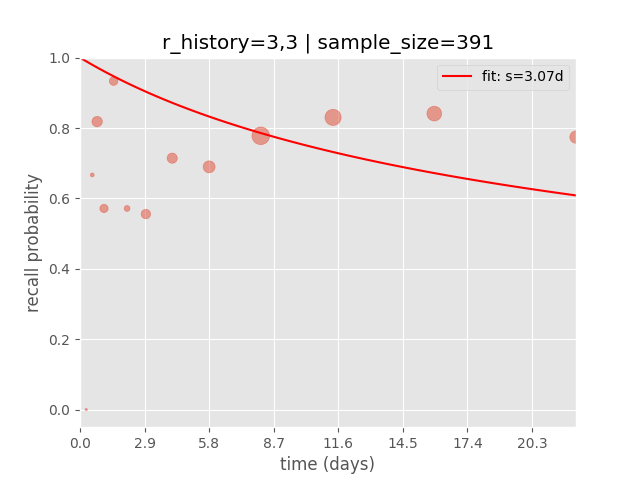 r_history=3,3 | sample_size=391
fit: s=3.07d
recall probability
1.0
0.8
0.6
0.4
0.2
0.0
0.0 2.9 5.8 8.7 11.6 14.5 17.4 20.3
time (days)